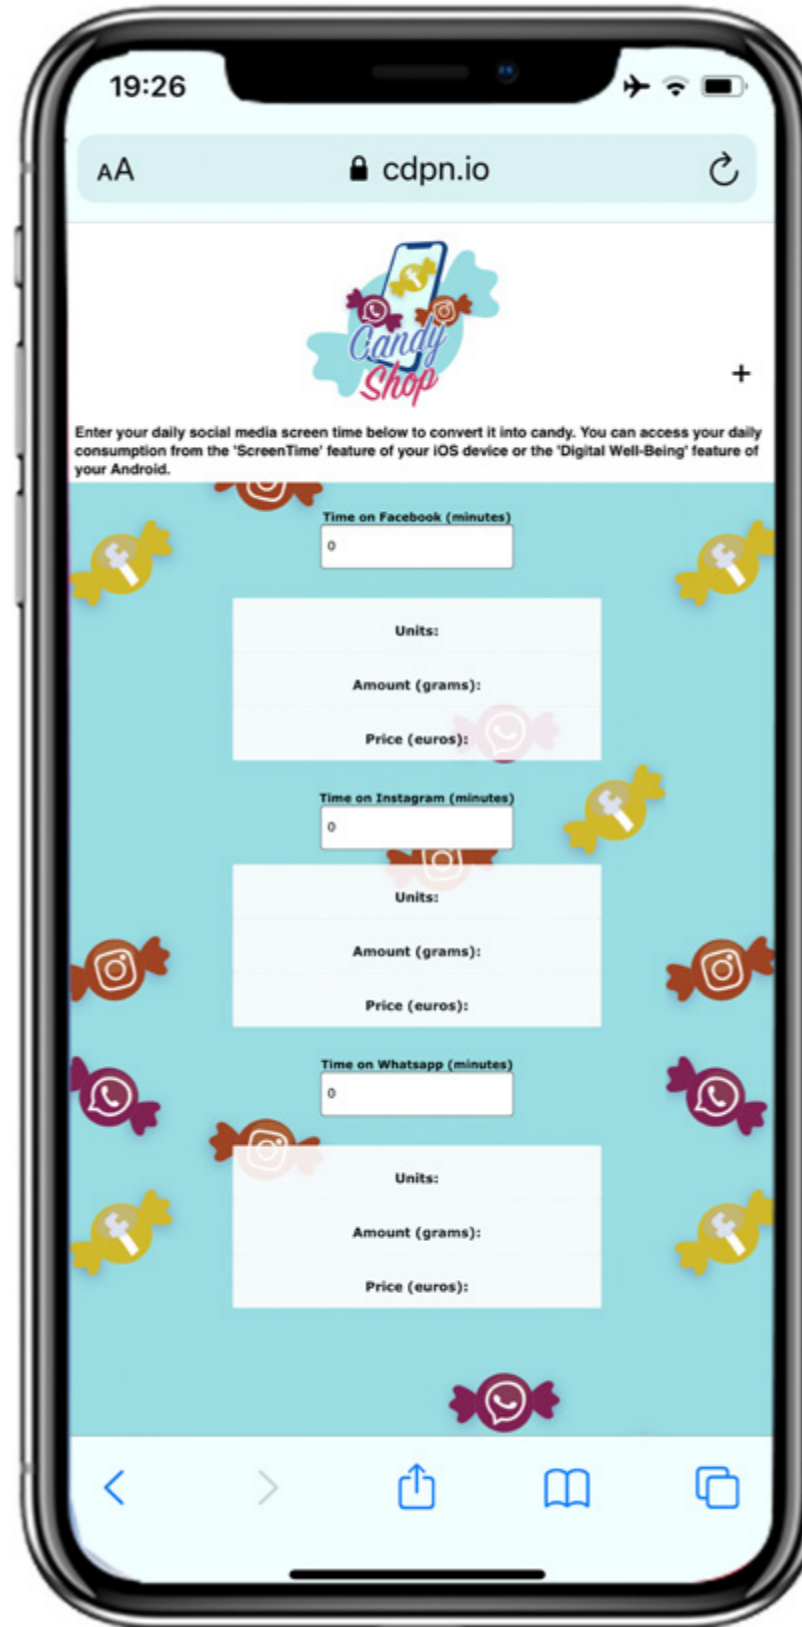 19:26
AA cdpn.io
Candy
Shop
+
Enter your daily social media screen time below to convert it into candy. You can access your daily
consumption from the 'ScreenTime' feature of your iOS device or the 'Digital Well-Being' feature of
your Android.
Time on Facebook (minutes)
0
Units:
Amount (grams):
Price (euros):
Time on Instagram (minutes)
0
Units:
Amount (grams):
Price (euros):
Time on Whatsapp (minutes)
0
Units:
Amount (grams):
Price (euros):